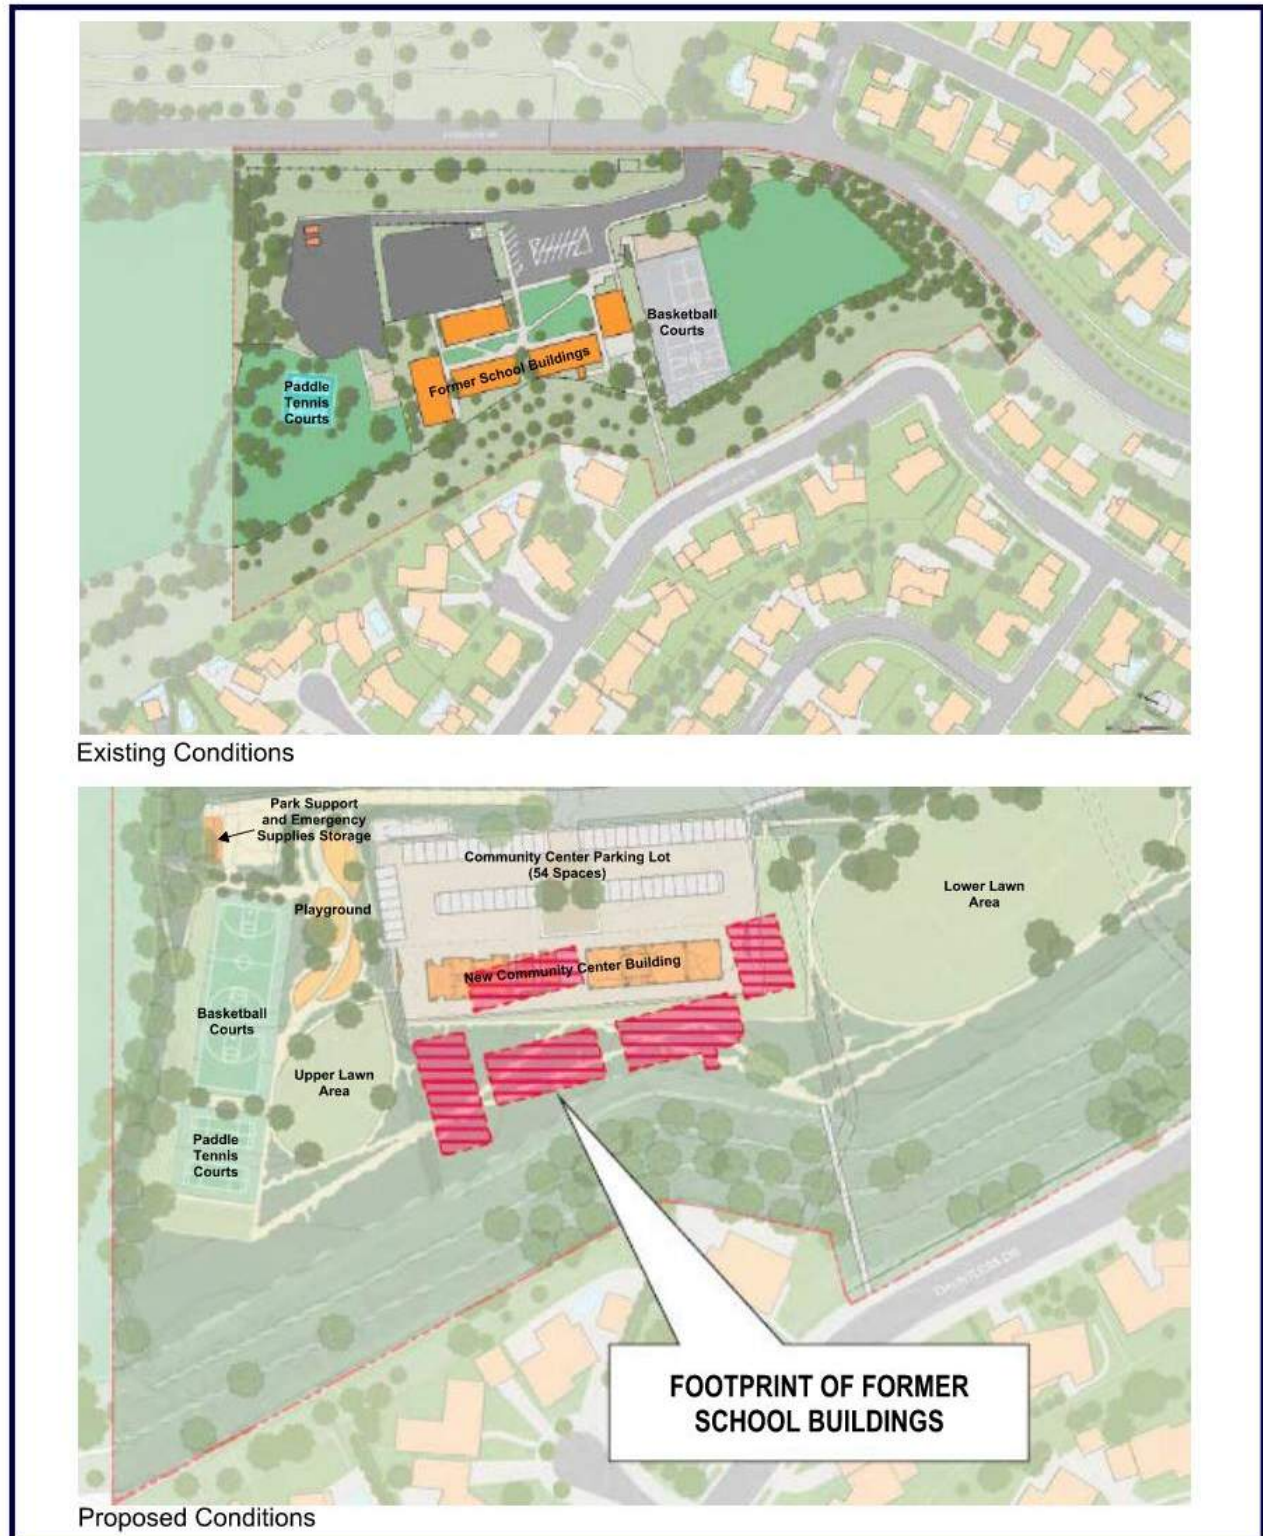 Basketball
Courts
Former School Buildings
Paddle
Tennis
Courts
Existing Conditions
Park Support
and Emergency
Supplies Storage
Community Center Parking Lot
(54 Spaces)
Lower Lawn
Area
Playground
New Community Center Building
Basketball
Courts
Upper Lawn
Area
Paddle
Tennis
Courts
FOOTPRINT OF FORMER
SCHOOL BUILDINGS
Proposed Conditions